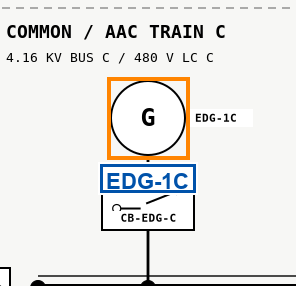 COMMON / AAC TRAIN C
4.16 KV BUS C / 480 V LC C
G
EDG-1C
EDG-1C
CB-EDG-C